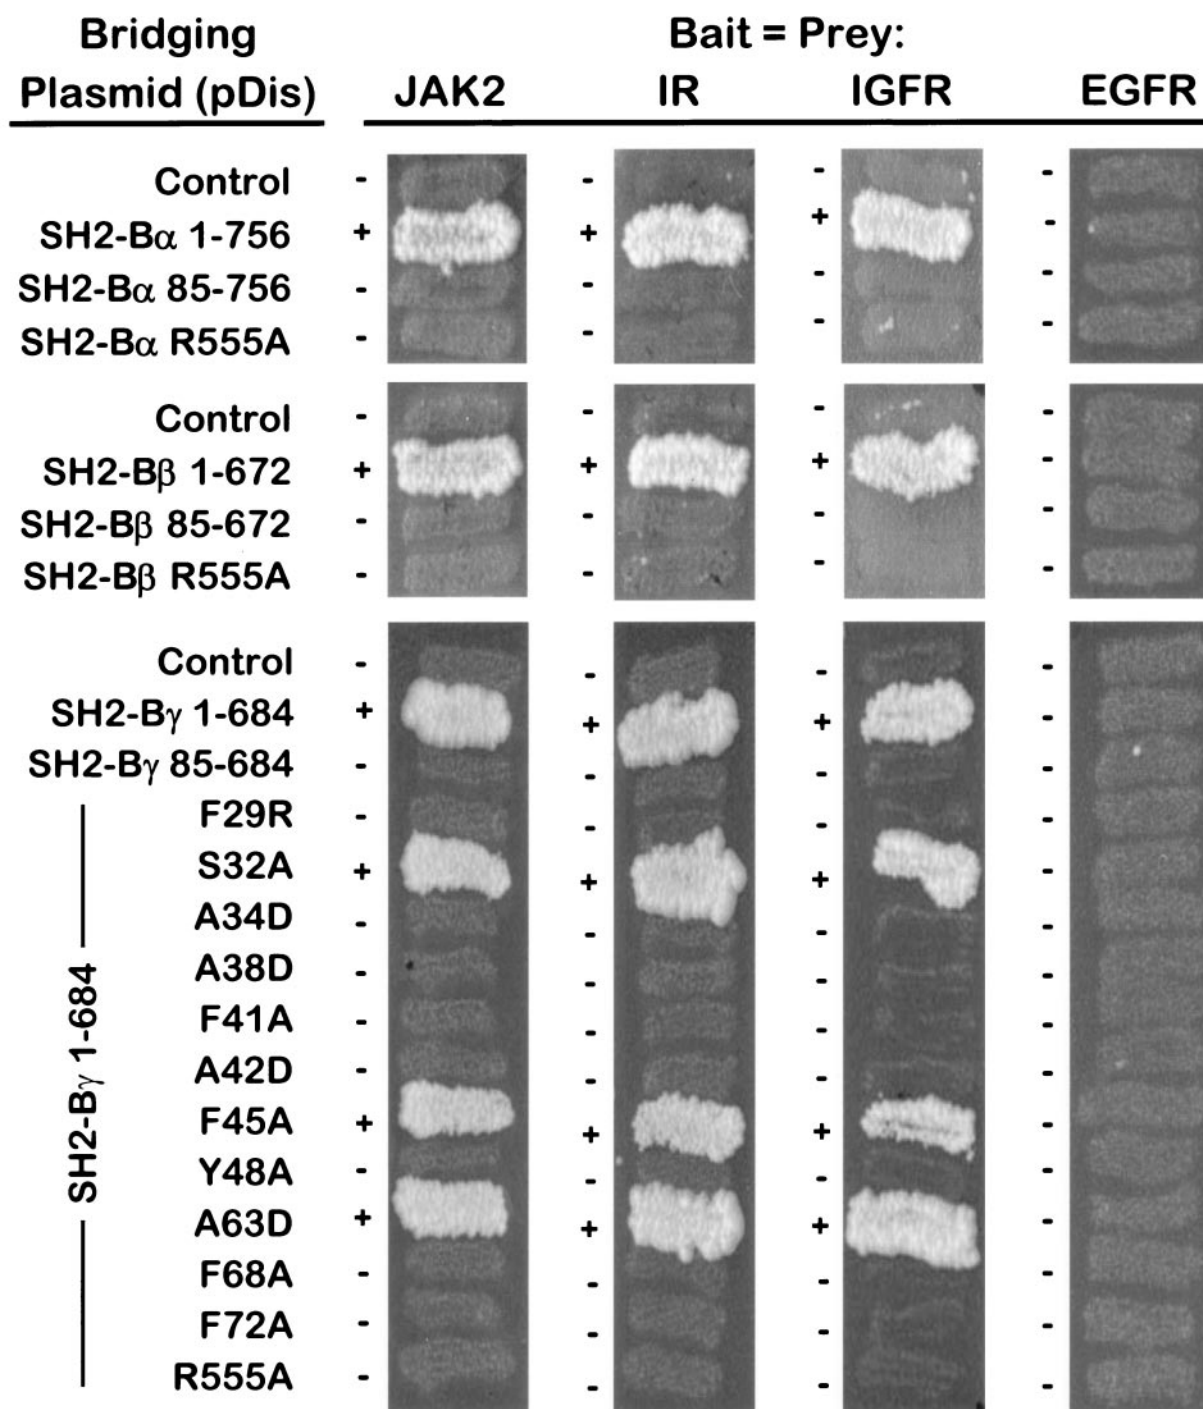 Bridging Bait = Prey:
Plasmid (pDis) JAK2 IR IGFR EGFR
Control - - - -
SH2-Bα 1-756 + + + -
SH2-Bα 85-756 - - - -
SH2-Bα R555A - - - -
Control - - - -
SH2-Bβ 1-672 + + + -
SH2-Bβ 85-672 - - - -
SH2-Bβ R555A - - - -
Control - - - -
SH2-Bγ 1-684 + + + -
SH2-Bγ 85-684 - - - -
F29R - - - -
S32A + + + -
A34D - - - -
A38D - - - -
F41A - - - -
A42D - - - -
F45A + + + -
Y48A - - - -
A63D + + + -
F68A - - - -
F72A - - - -
R555A - - - -
SH2-Bγ 1-684